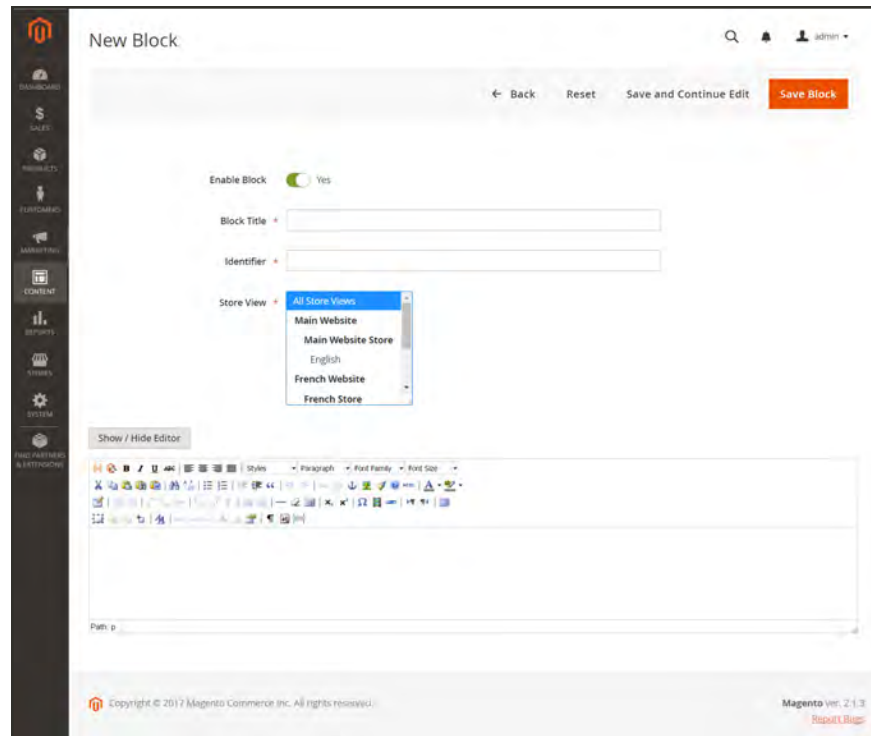 New Block
admin
← Back Reset Save and Continue Edit Save Block
DASHBOARD
SALES
PRODUCTS
CUSTOMERS
MARKETING
CONTENT
REPORTS
STORES
SYSTEM
FIND PARTNERS
& EXTENSIONS
Enable Block Yes
Block Title *
Identifier *
Store View *
All Store Views
Main Website
Main Website Store
English
French Website
French Store
Show / Hide Editor
B I U ABC Styles Paragraph Font Family Font Size
Path: p
Copyright © 2017 Magento Commerce Inc. All rights reserved.
Magento ver. 2.1.3
Report Bugs